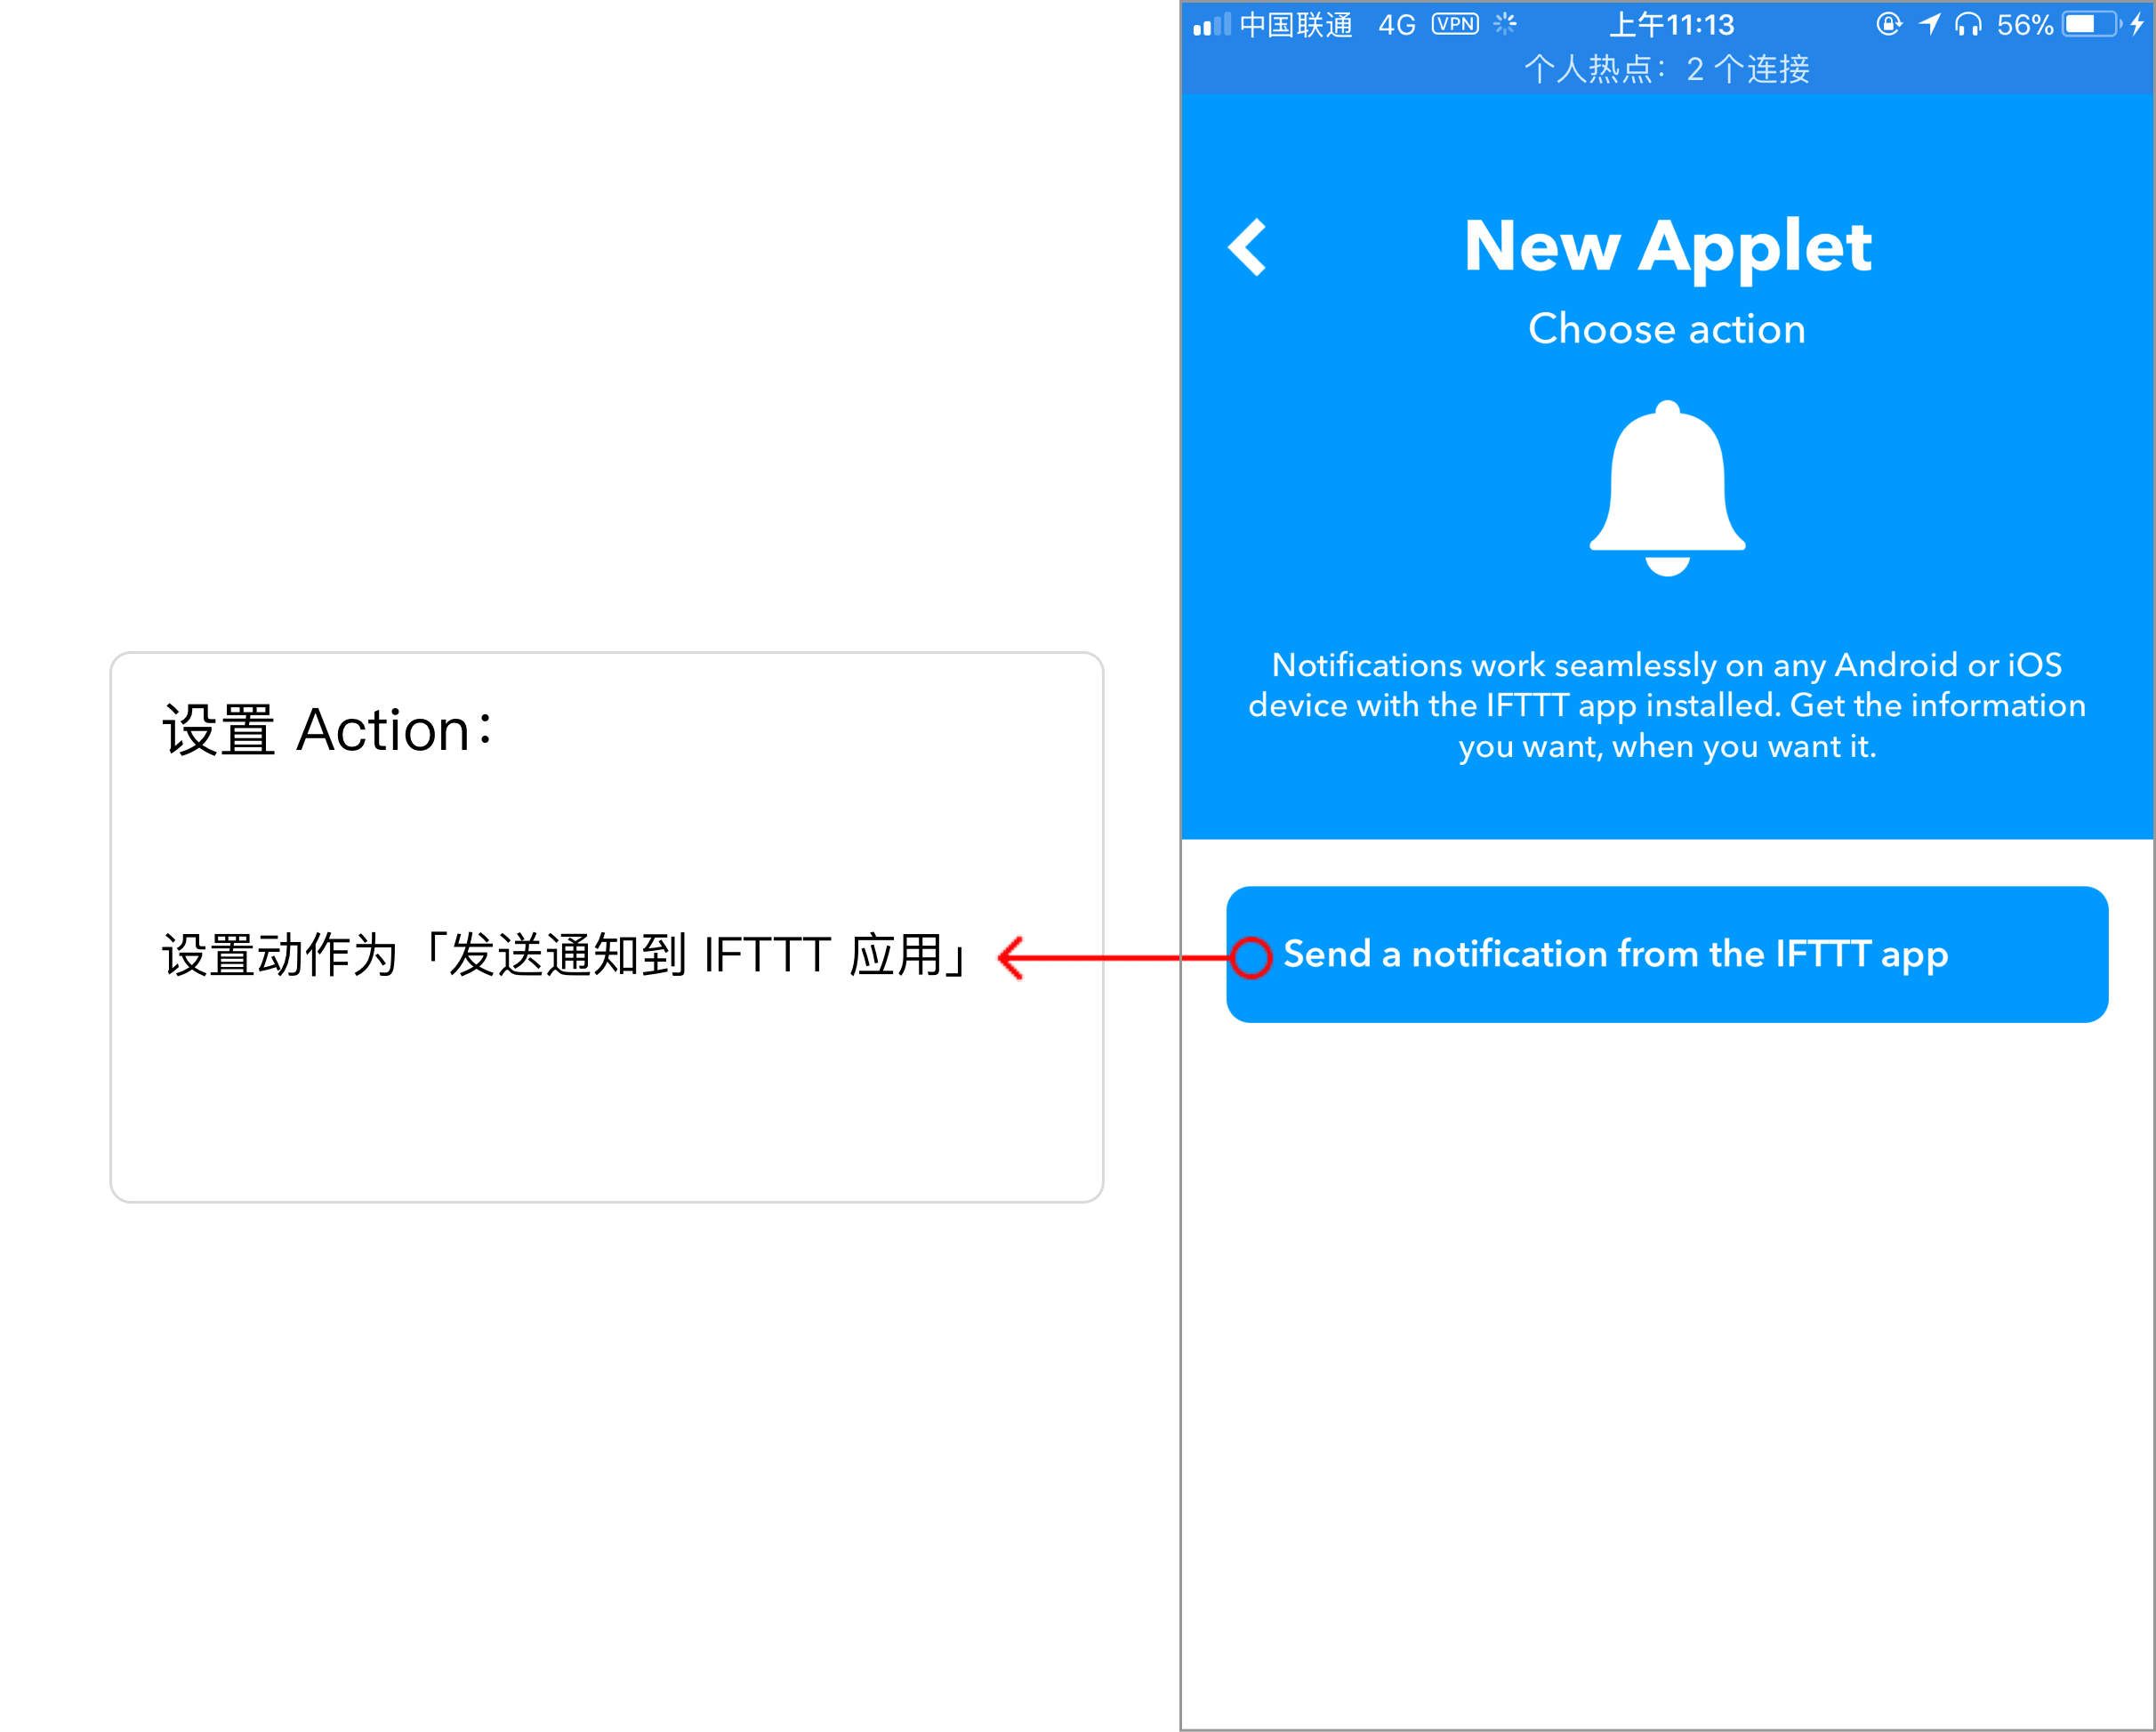 设置 Action：
设置动作为「发送通知到 IFTTT 应用」
中国联通 4G VPN 上午11:13 56%
个人热点：2 个连接
New Applet
Choose action
Notifications work seamlessly on any Android or iOS
device with the IFTTT app installed. Get the information
you want, when you want it.
Send a notification from the IFTTT app